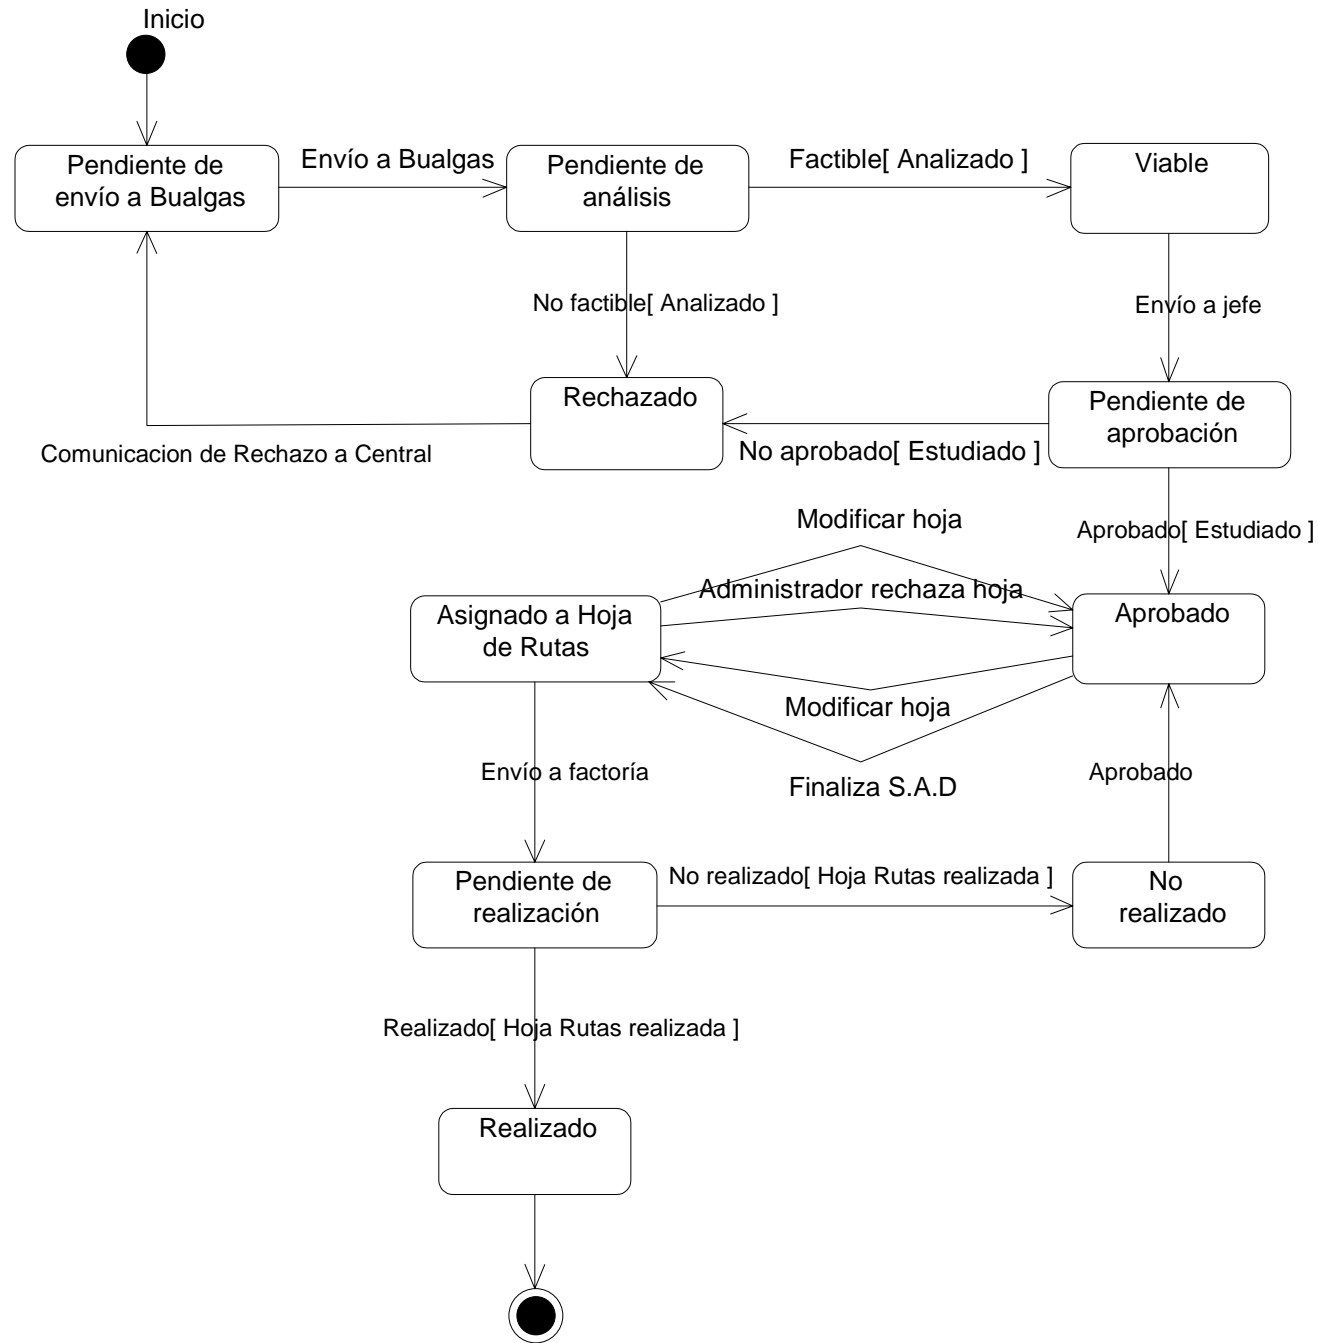 Inicio
Pendiente de
envío a Bualgas
Envío a Bualgas
Pendiente de
análisis
Factible[ Analizado ]
Viable
No factible[ Analizado ]
Envío a jefe
Rechazado
Pendiente de
aprobación
Comunicacion de Rechazo a Central
No aprobado[ Estudiado ]
Modificar hoja
Aprobado[ Estudiado ]
Administrador rechaza hoja
Asignado a Hoja
de Rutas
Aprobado
Modificar hoja
Envío a factoría
Finaliza S.A.D
Aprobado
Pendiente de
realización
No realizado[ Hoja Rutas realizada ]
No
realizado
Realizado[ Hoja Rutas realizada ]
Realizado